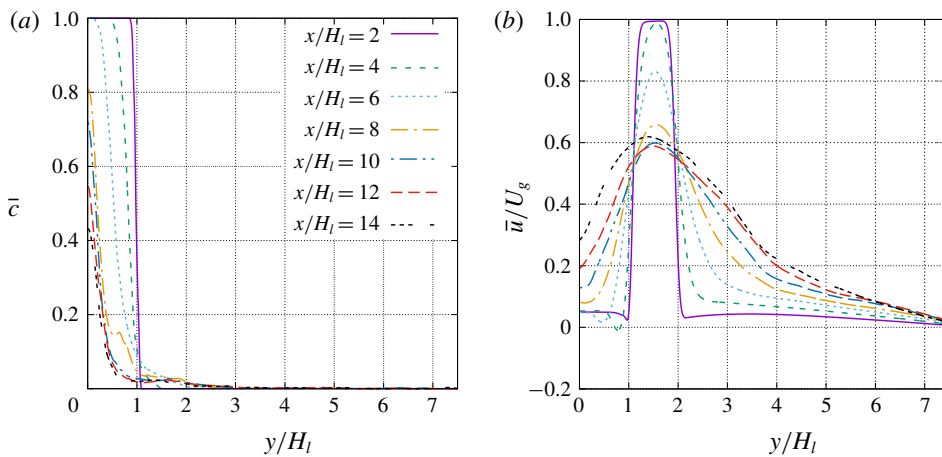 (a)
1.0
0.8
0.6
0.4
0.2
c̄
0 1 2 3 4 5 6 7
y/H_l
x/H_l = 2
x/H_l = 4
x/H_l = 6
x/H_l = 8
x/H_l = 10
x/H_l = 12
x/H_l = 14
(b)
1.0
0.8
0.6
0.4
0.2
0
−0.2
ū/U_g
0 1 2 3 4 5 6 7
y/H_l